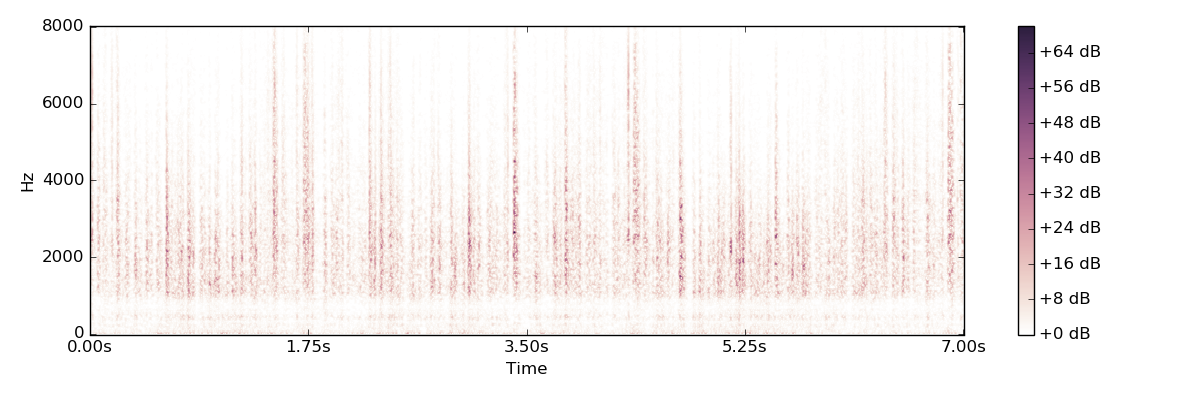 8000
6000
4000
2000
0
Hz
0.00s 1.75s 3.50s 5.25s 7.00s
Time
+64 dB
+56 dB
+48 dB
+40 dB
+32 dB
+24 dB
+16 dB
+8 dB
+0 dB